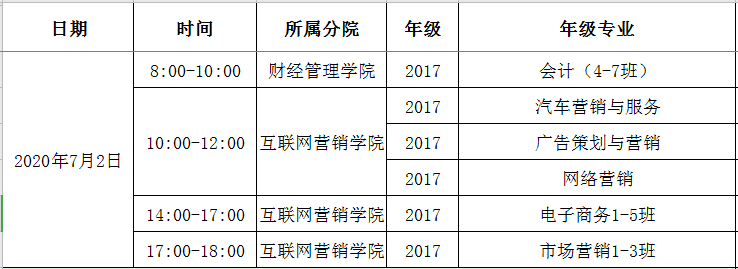 日期 时间 所属分院 年级 年级专业
8:00-10:00 财经管理学院 2017 会计（4-7班）
2017 汽车营销与服务
2020年7月2日 10:00-12:00 互联网营销学院 2017 广告策划与营销
2017 网络营销
14:00-17:00 互联网营销学院 2017 电子商务1-5班
17:00-18:00 互联网营销学院 2017 市场营销1-3班